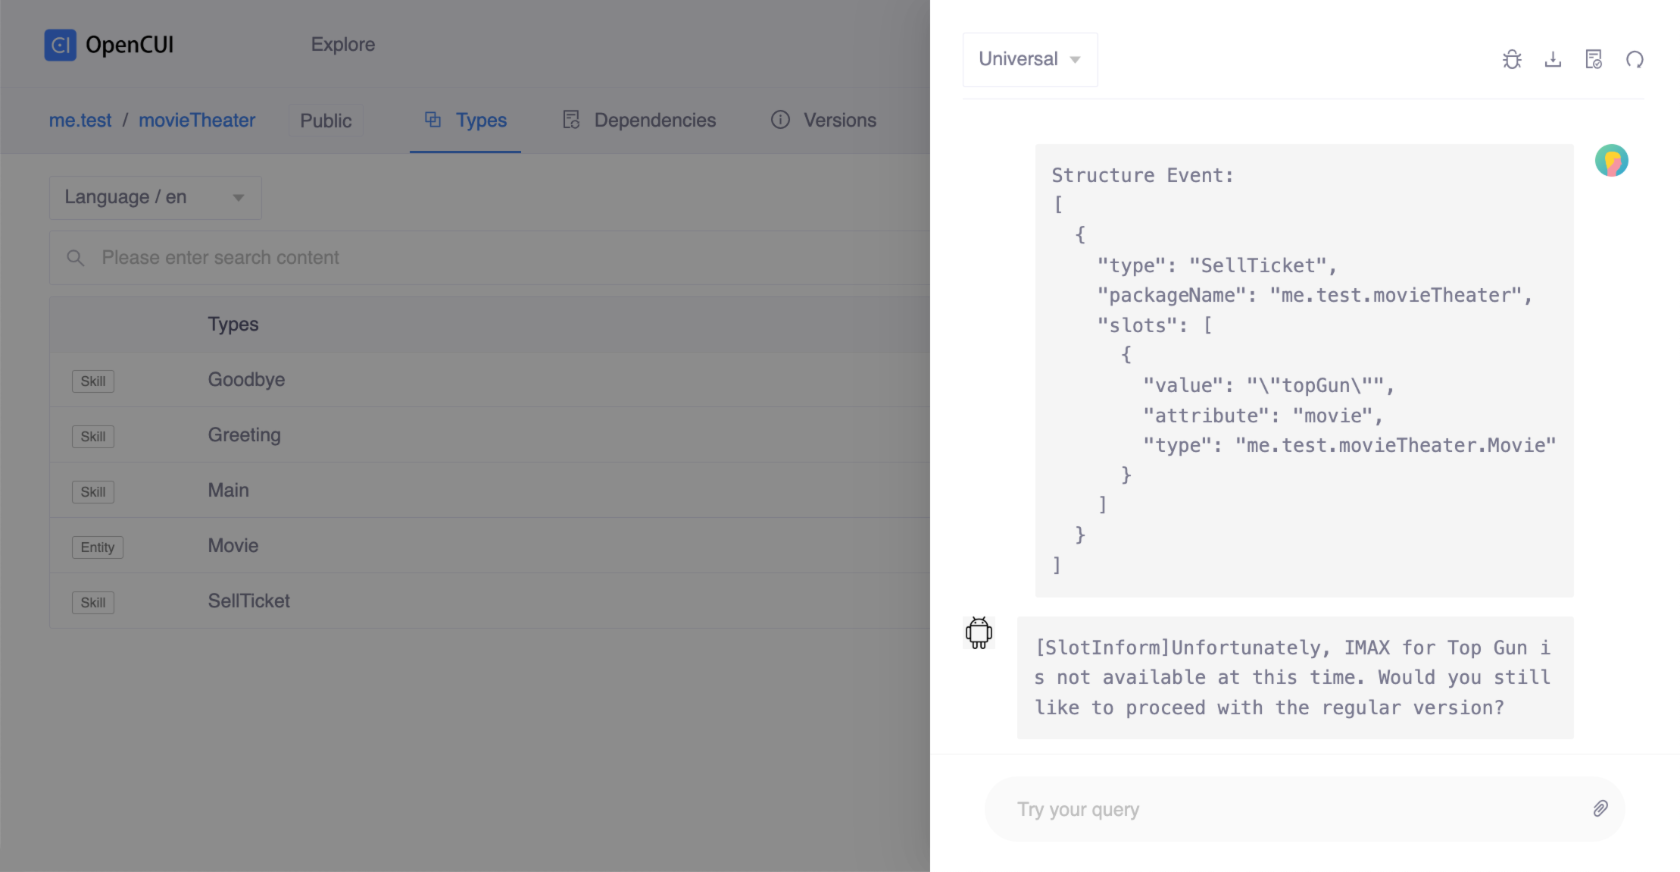 CI OpenCUI
Explore
me.test / movieTheater
Public
Types
Dependencies
Versions
Language / en
Please enter search content
Types
Skill Goodbye
Skill Greeting
Skill Main
Entity Movie
Skill SellTicket
Universal
Structure Event:
[
  {
    "type": "SellTicket",
    "packageName": "me.test.movieTheater",
    "slots": [
      {
        "value": "\"topGun\"",
        "attribute": "movie",
        "type": "me.test.movieTheater.Movie"
      }
    ]
  }
]
[SlotInform]Unfortunately, IMAX for Top Gun i
s not available at this time. Would you still
like to proceed with the regular version?
Try your query